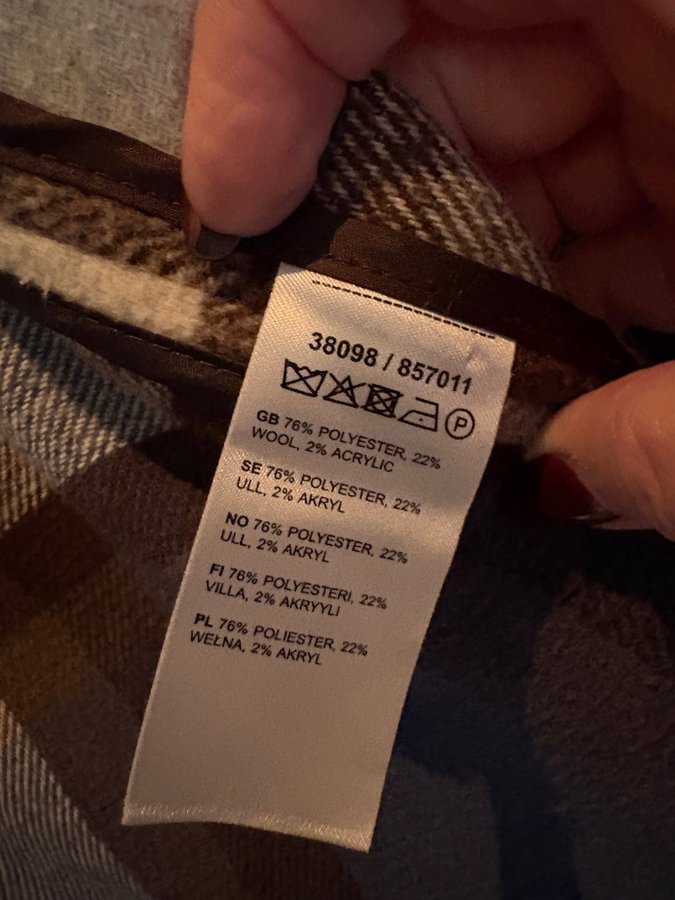 38098 / 857011
P
GB 76% POLYESTER, 22%
WOOL, 2% ACRYLIC
SE 76% POLYESTER, 22%
ULL, 2% AKRYL
NO 76% POLYESTER, 22%
ULL, 2% AKRYL
FI 76% POLYESTERI, 22%
VILLA, 2% AKRYYLI
PL 76% POLIESTER, 22%
WEŁNA, 2% AKRYL